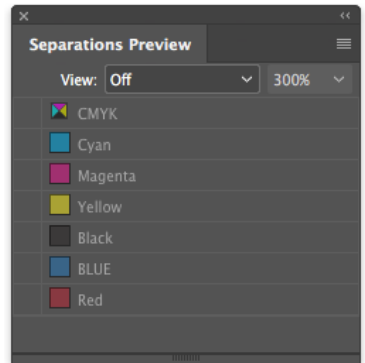 Separations Preview
View: Off 300%
CMYK
Cyan
Magenta
Yellow
Black
BLUE
Red